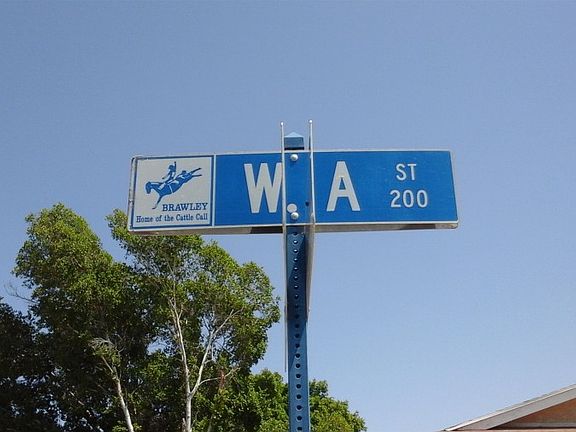 BRAWLEY
Home of the Cattle Call
W A ST
200